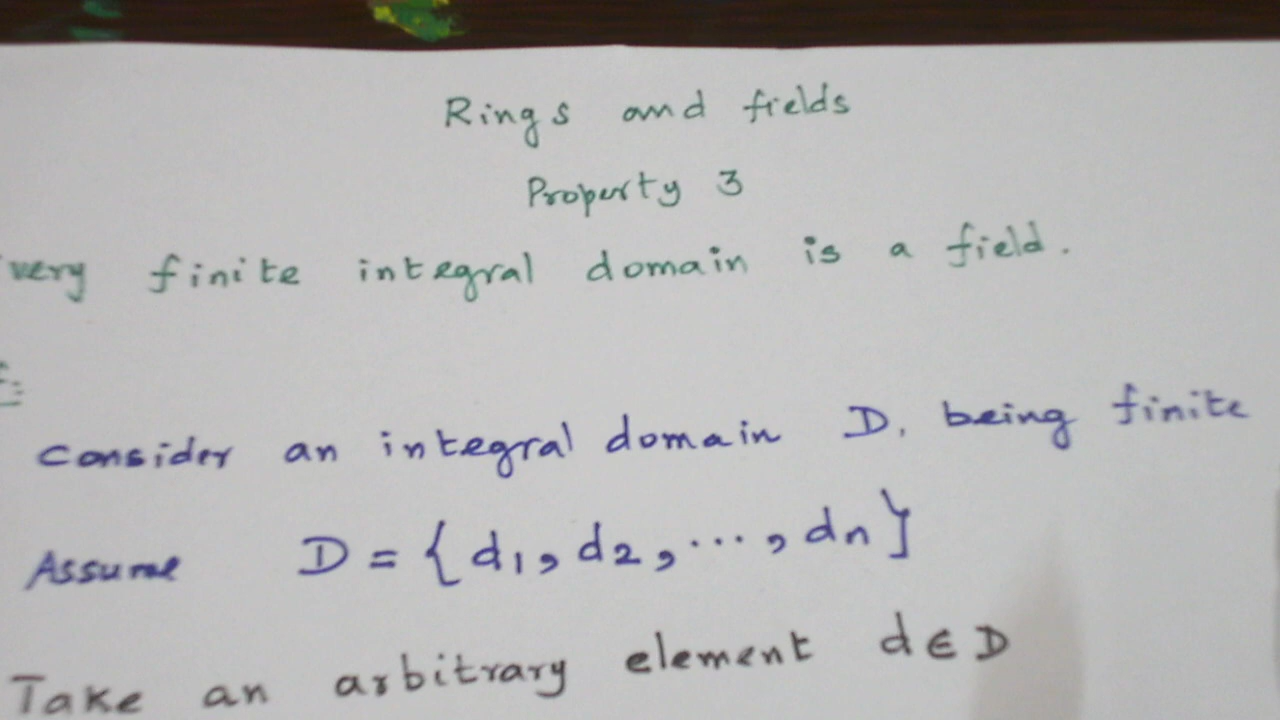 Rings and fields
Property 3
very finite integral domain is a field.
Consider an integral domain D, being finite
Assume D = {d1, d2, ..., dn}
Take an arbitrary element d∈D